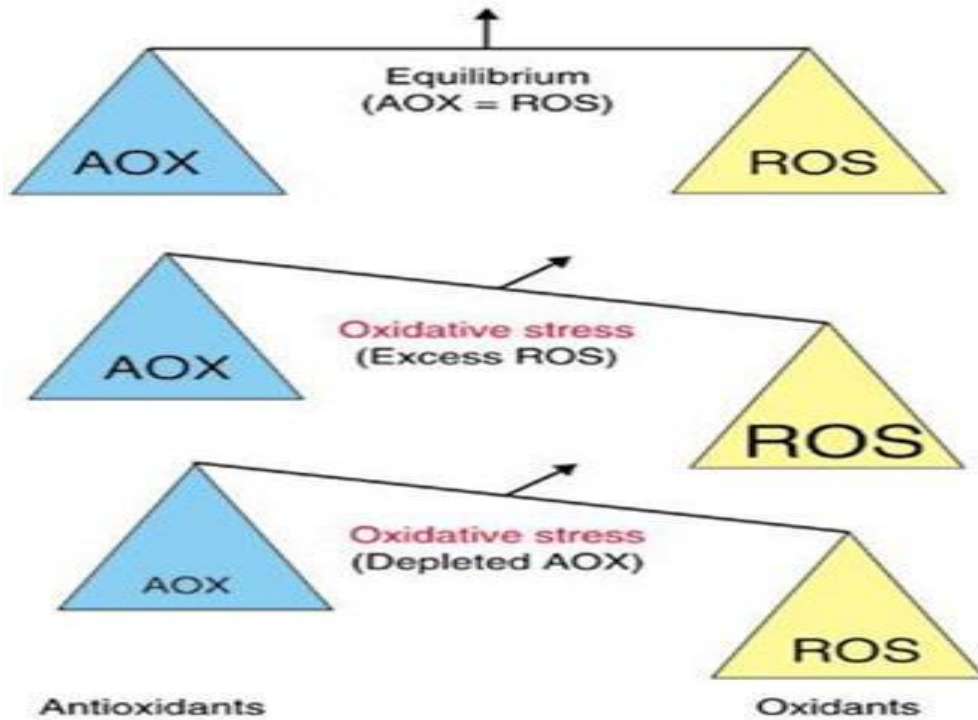 Equilibrium
(AOX = ROS)
AOX
ROS
Oxidative stress
(Excess ROS)
AOX
ROS
Oxidative stress
(Depleted AOX)
AOX
ROS
Antioxidants
Oxidants